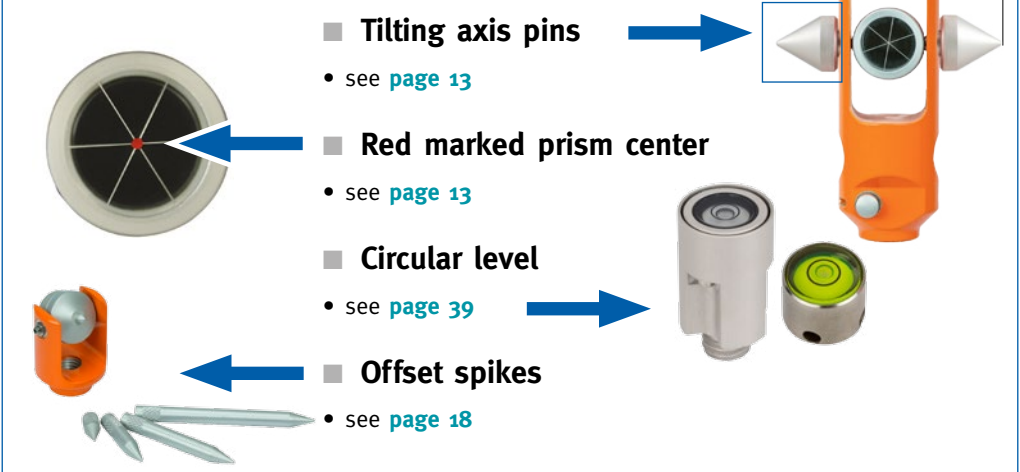 ■ Tilting axis pins
• see page 13
■ Red marked prism center
• see page 13
■ Circular level
• see page 39
■ Offset spikes
• see page 18